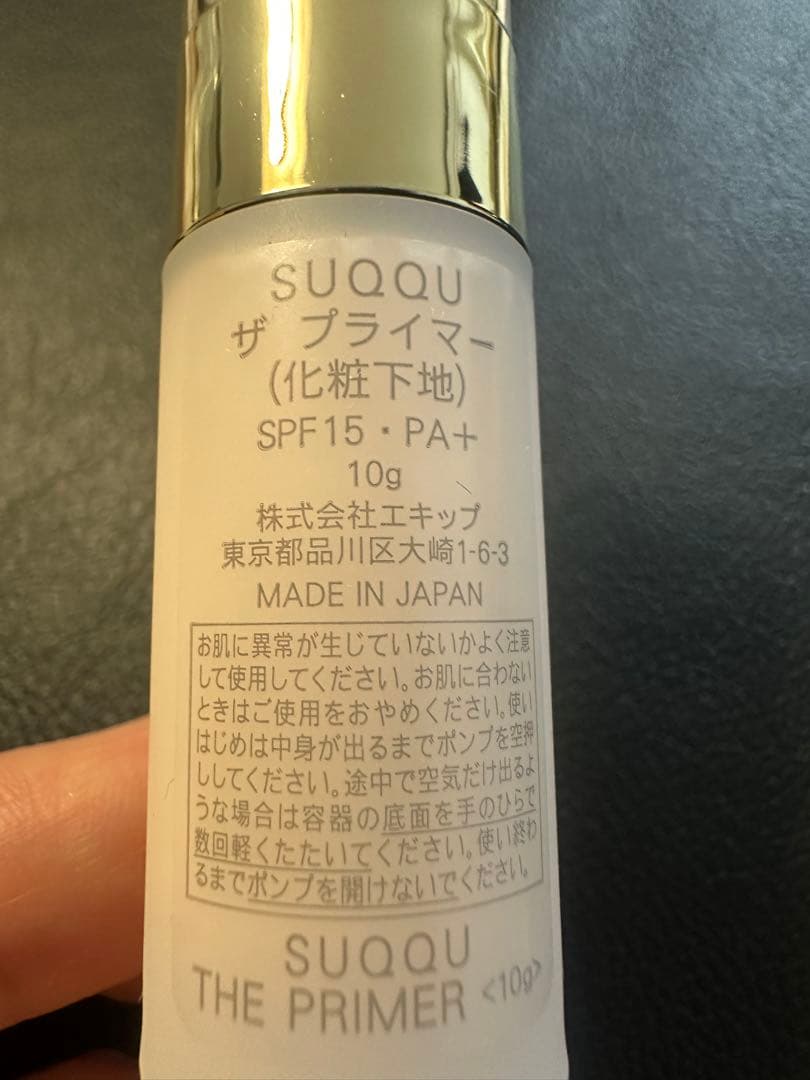 SUQQU
ザ プライマー
(化粧下地)
SPF15・PA+
10g
株式会社エキップ
東京都品川区大崎1-6-3
MADE IN JAPAN
お肌に異常が生じていないかよく注意
して使用してください。お肌に合わない
ときはご使用をおやめください。使い
はじめは中身が出るまでポンプを空押
ししてください。途中で空気だけ出るよ
うな場合は容器の底面を手のひらで
数回軽くたたいてください。使い終わ
るまでポンプを開けないでください。
SUQQU
THE PRIMER <10g>